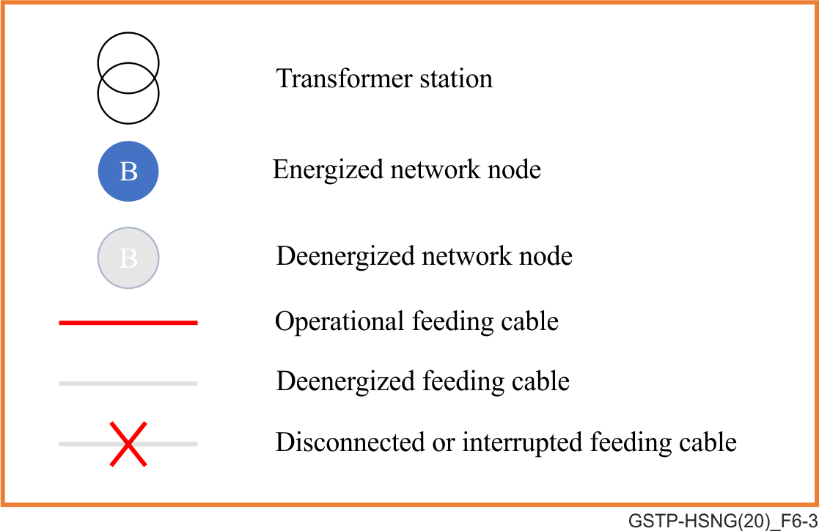 Transformer station
B
Energized network node
B
Deenergized network node
Operational feeding cable
Deenergized feeding cable
Disconnected or interrupted feeding cable
GSTP-HSNG(20)_F6-3